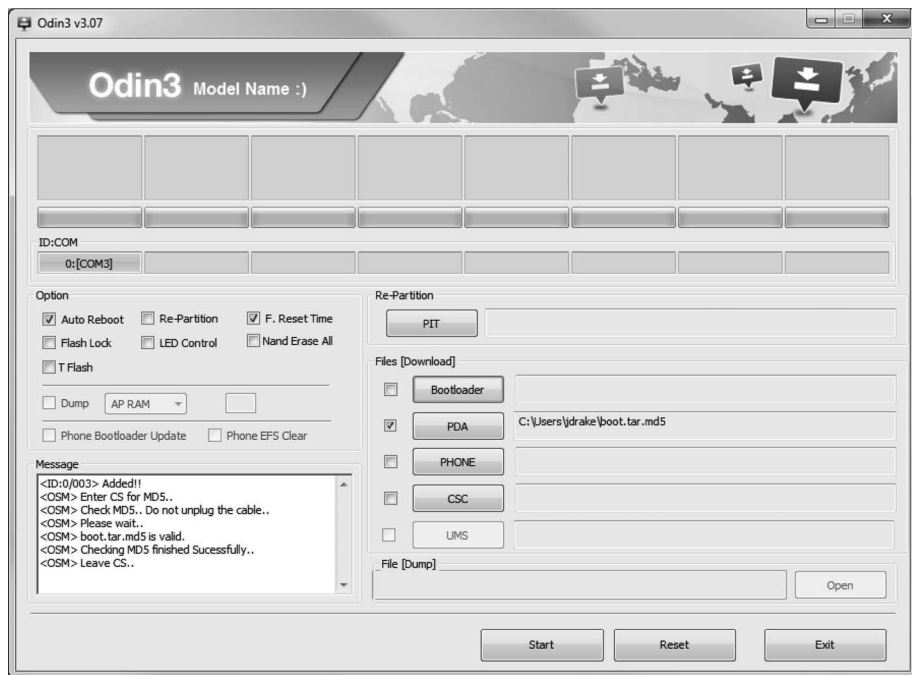 Odin3 v3.07
Odin3 Model Name :)
ID:COM
0:[COM3]
Option
Auto Reboot Re-Partition F. Reset Time
Flash Lock LED Control Nand Erase All
T Flash
Dump AP RAM
Phone Bootloader Update Phone EFS Clear
Message
<ID:0/003> Added!!
<OSM> Enter CS for MD5..
<OSM> Check MD5.. Do not unplug the cable..
<OSM> Please wait..
<OSM> boot.tar.md5 is valid.
<OSM> Checking MD5 finished Sucessfully..
<OSM> Leave CS..
Re-Partition
PIT
Files [Download]
Bootloader
PDA C:\Users\jdrake\boot.tar.md5
PHONE
CSC
UMS
File [Dump]
Open
Start Reset Exit